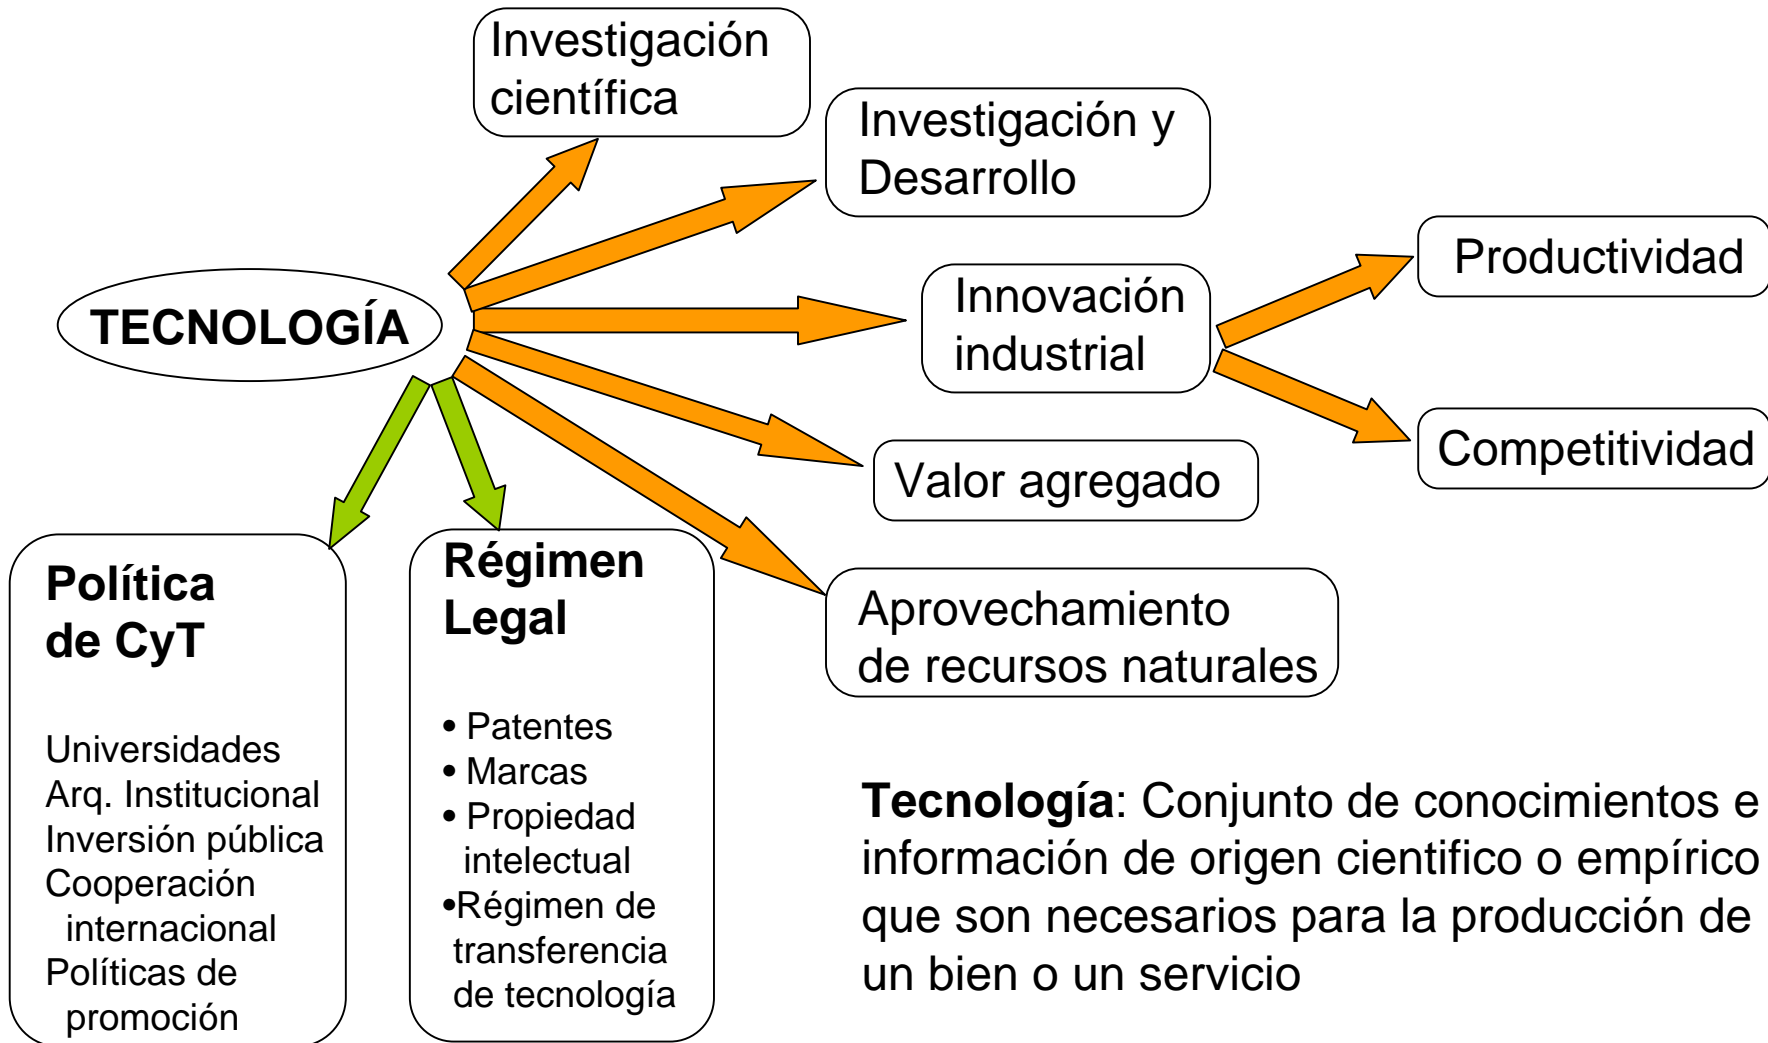 Investigación
científica
Investigación y
Desarrollo
Productividad
Innovación
industrial
TECNOLOGÍA
Competitividad
Valor agregado
Aprovechamiento
de recursos naturales
Política
de CyT
Universidades
Arq. Institucional
Inversión pública
Cooperación
internacional
Políticas de
promoción
Régimen
Legal
• Patentes
• Marcas
• Propiedad
intelectual
•Régimen de
transferencia
de tecnología
Tecnología: Conjunto de conocimientos e
información de origen cientifico o empírico
que son necesarios para la producción de
un bien o un servicio